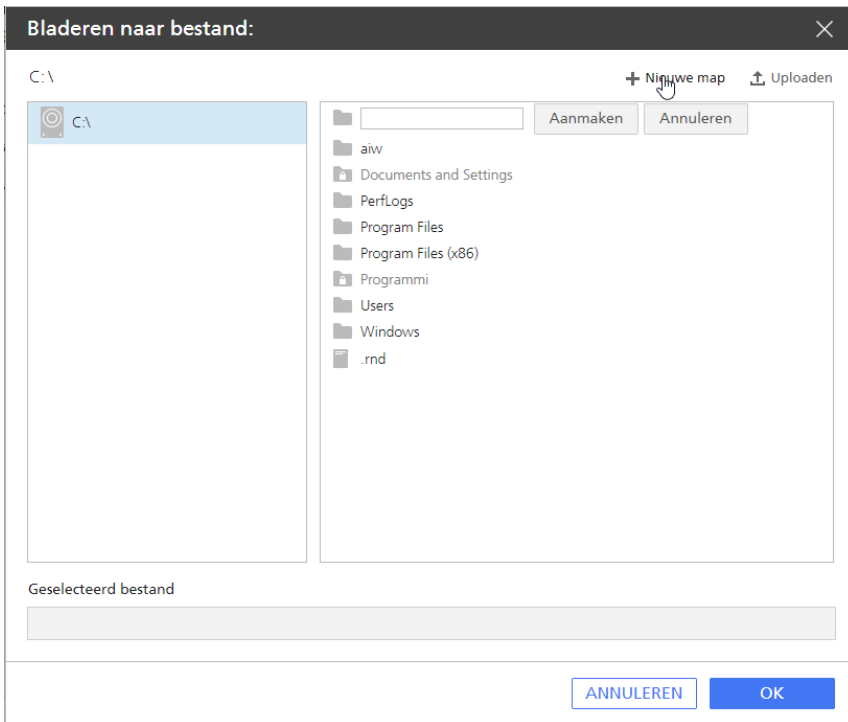 Bladeren naar bestand:
C:\
Nieuwe map Uploaden
C:\
Aanmaken Annuleren
aiw
Documents and Settings
PerfLogs
Program Files
Program Files (x86)
Programmi
Users
Windows
.rnd
Geselecteerd bestand
ANNULEREN OK